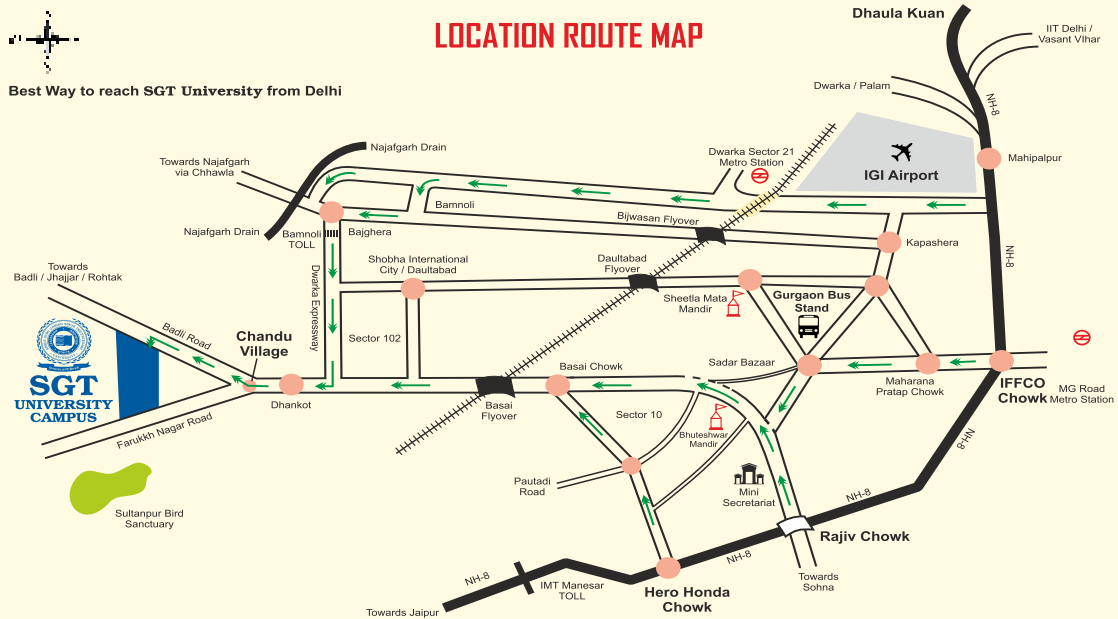 LOCATION ROUTE MAP
Best Way to reach SGT University from Delhi
Dhaula Kuan
IIT Delhi /
Vasant VIhar
Dwarka / Palam
NH-8
Mahipalpur
IGI Airport
Najafgarh Drain
Towards Najafgarh
via Chhawla
Dwarka Sector 21
Metro Station
Bamnoli
Bijwasan Flyover
Najafgarh Drain
Bamnoli
TOLL
Bajghera
Kapashera
NH-8
Towards
Badli / Jhajjar / Rohtak
Shobha International
City / Daultabad
Daultabad
Flyover
Dwarka Expressway
Sheetla Mata
Mandir
Gurgaon Bus
Stand
Badli Road
Chandu
Village
Sector 102
Sadar Bazaar
Basai Chowk
SGT
UNIVERSITY
CAMPUS
Dhankot
Basai
Flyover
Maharana
Pratap Chowk
IFFCO
Chowk
MG Road
Metro Station
Farukkh Nagar Road
Sector 10
Bhuteshwar
Mandir
NH-8
Pautadi
Road
Mini
Secretariat
NH-8
Sultanpur Bird
Sanctuary
Rajiv Chowk
NH-8
Towards
Sohna
NH-8
IMT Manesar
TOLL
Hero Honda
Chowk
Towards Jaipur